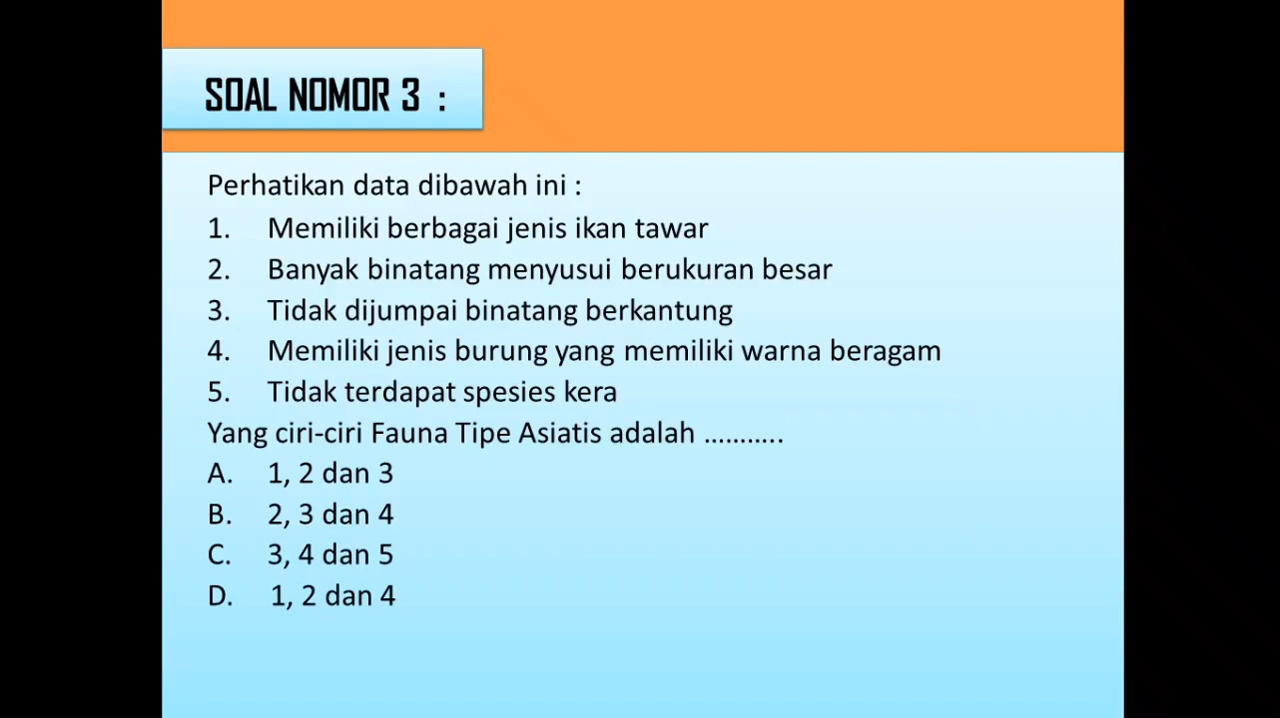 SOAL NOMOR 3 :
Perhatikan data dibawah ini :
1. Memiliki berbagai jenis ikan tawar
2. Banyak binatang menyusui berukuran besar
3. Tidak dijumpai binatang berkantung
4. Memiliki jenis burung yang memiliki warna beragam
5. Tidak terdapat spesies kera
Yang ciri-ciri Fauna Tipe Asiatis adalah ...........
A. 1, 2 dan 3
B. 2, 3 dan 4
C. 3, 4 dan 5
D. 1, 2 dan 4